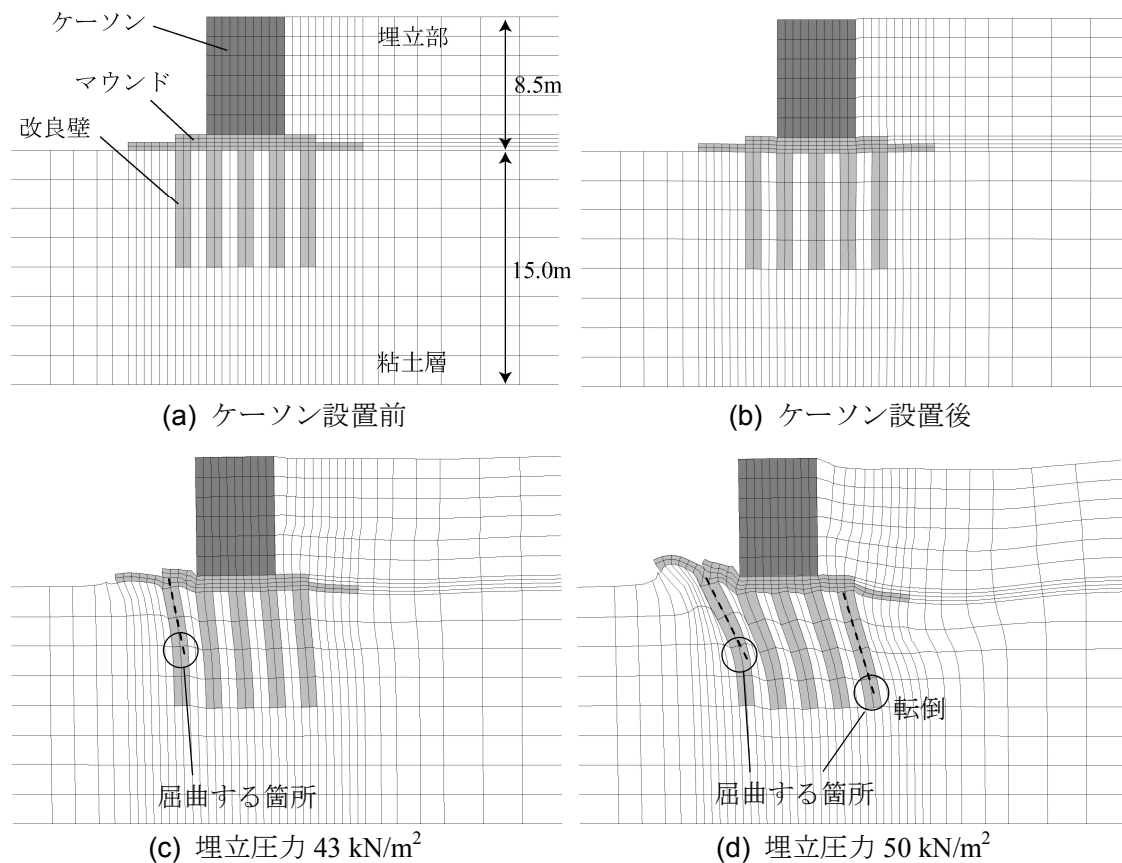 ケーソン
埋立部
マウンド
8.5m
改良壁
15.0m
粘土層
(a) ケーソン設置前
(b) ケーソン設置後
転倒
屈曲する箇所
屈曲する箇所
(c) 埋立圧力 43 kN/m²
(d) 埋立圧力 50 kN/m²